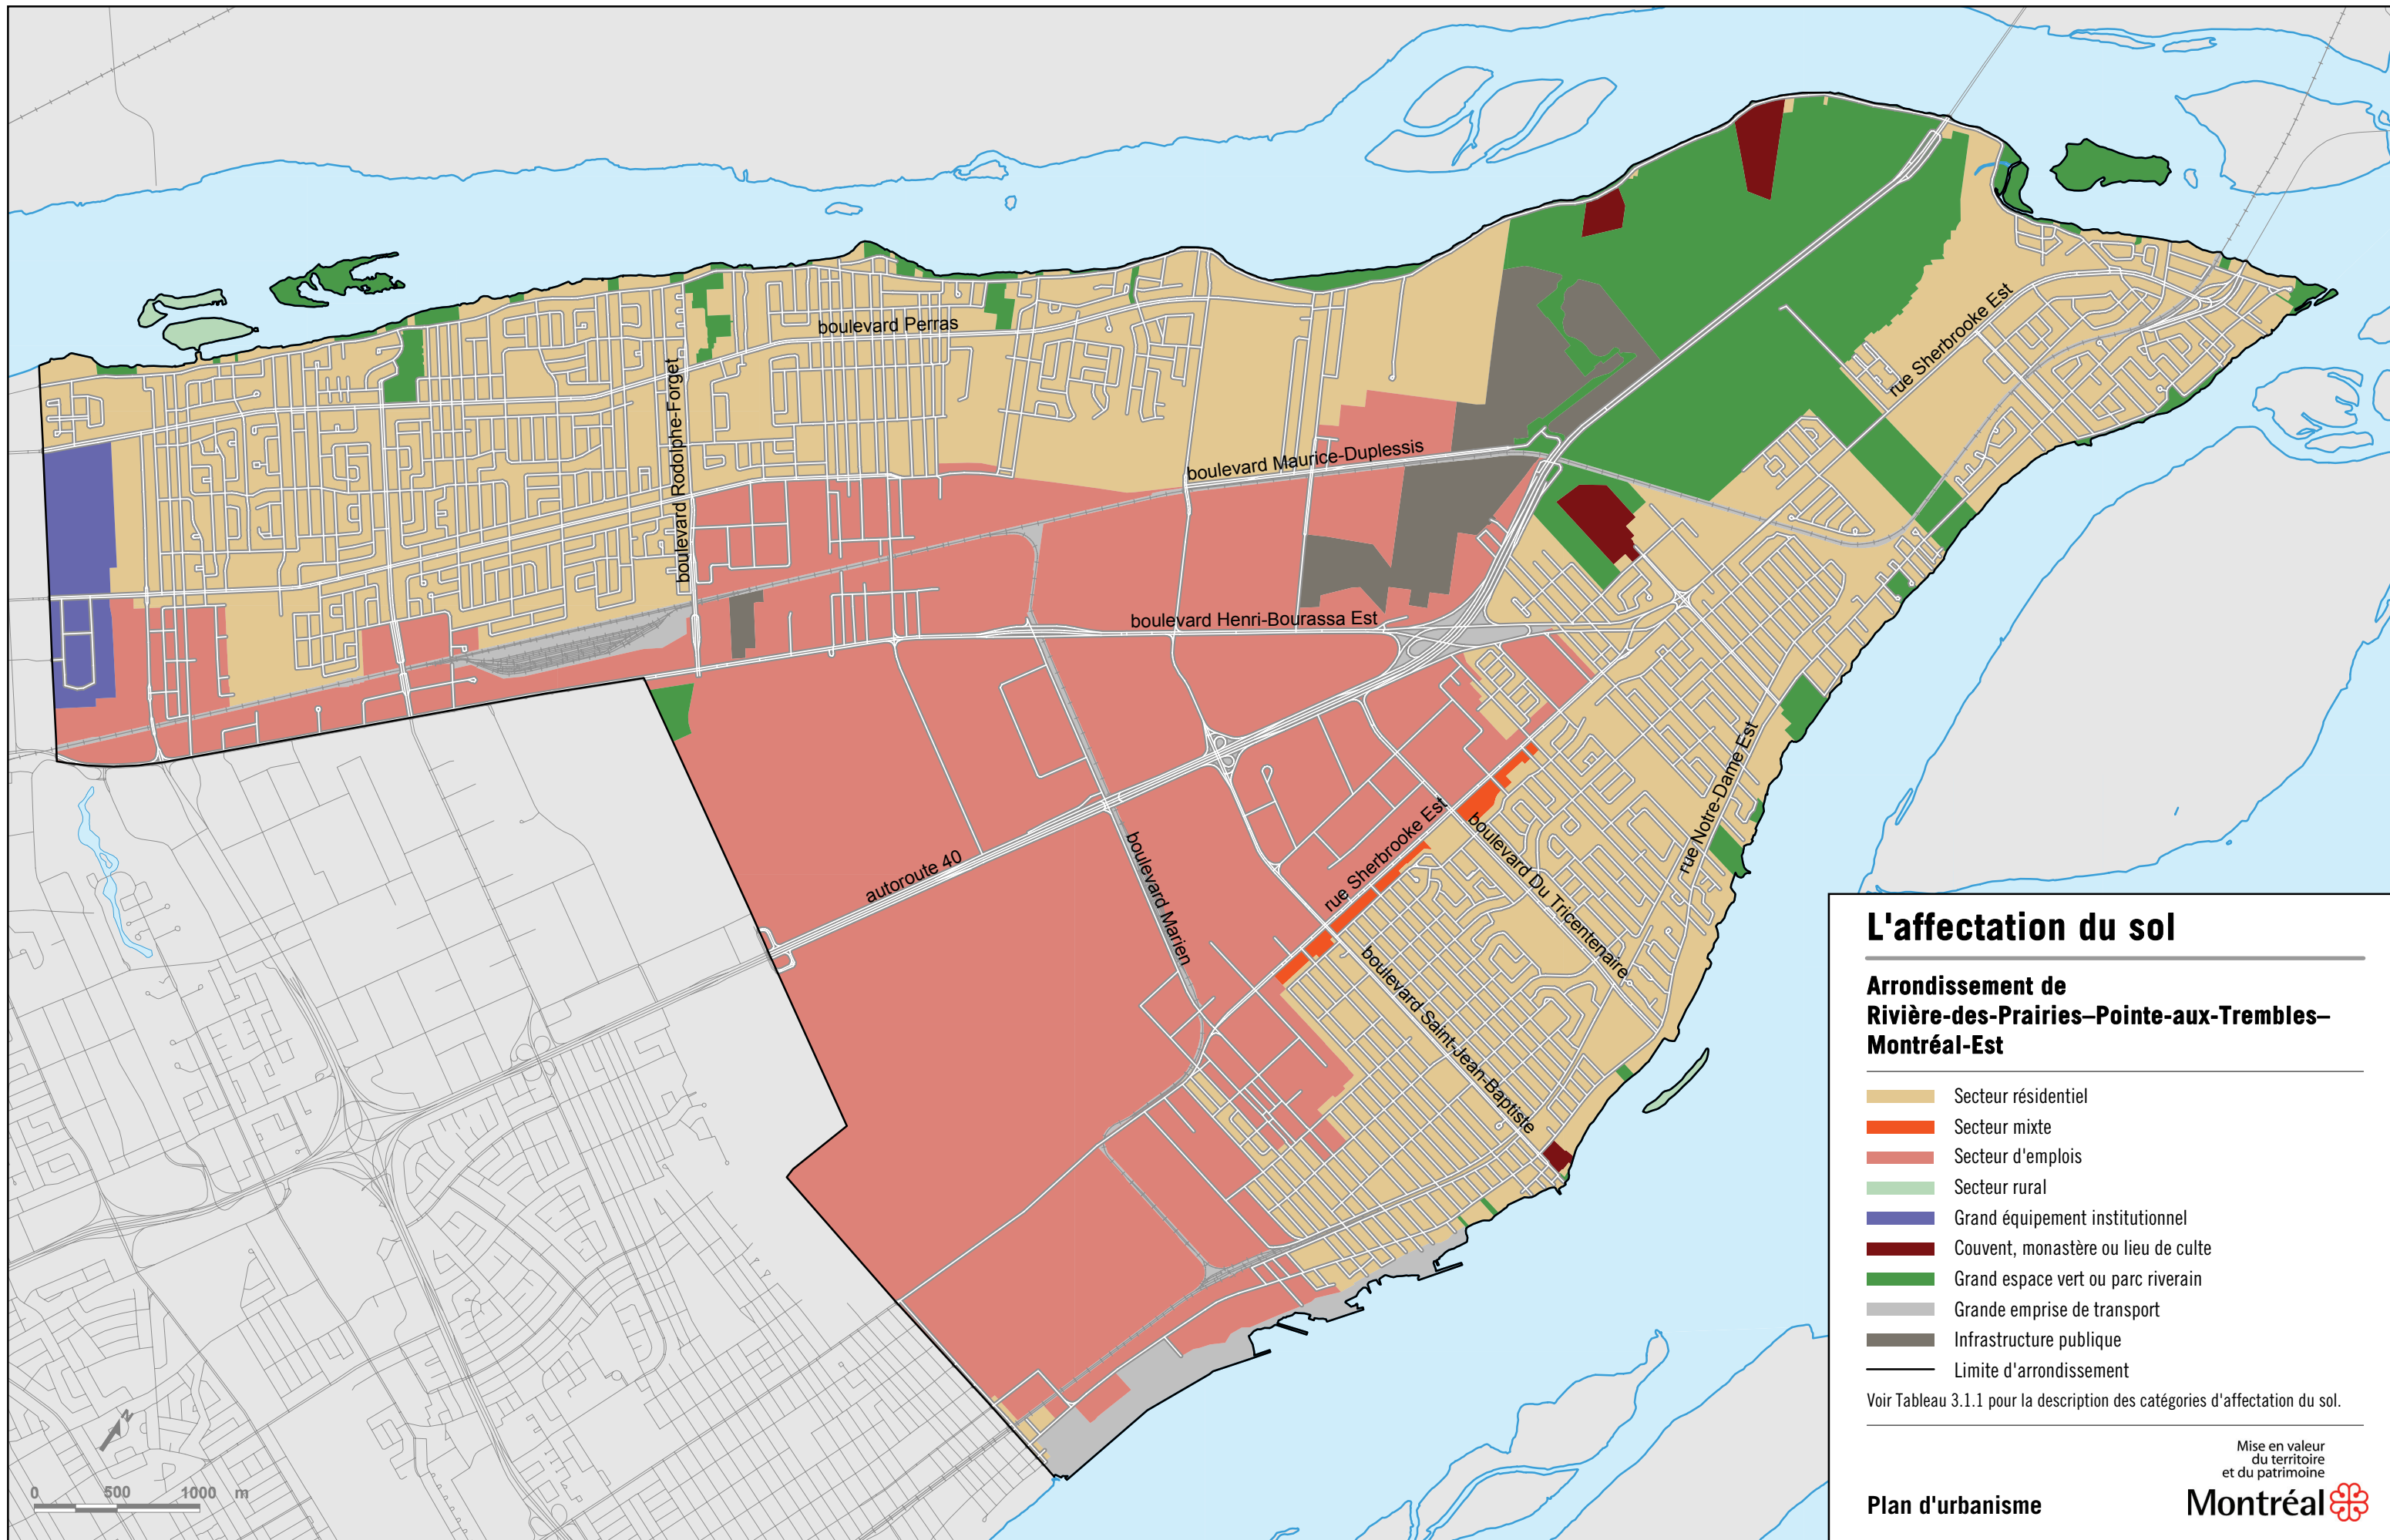 boulevard Perras
boulevard Rodolphe-Forget
boulevard Maurice-Duplessis
rue Sherbrooke Est
boulevard Henri-Bourassa Est
autoroute 40
boulevard Marien
rue Sherbrooke Est
boulevard Du Tricentenaire
rue Notre-Dame Est
boulevard Saint-Jean-Baptiste
N
0 500 1000 m
L'affectation du sol
Arrondissement de
Rivière-des-Prairies–Pointe-aux-Trembles–
Montréal-Est
Secteur résidentiel
Secteur mixte
Secteur d'emplois
Secteur rural
Grand équipement institutionnel
Couvent, monastère ou lieu de culte
Grand espace vert ou parc riverain
Grande emprise de transport
Infrastructure publique
Limite d'arrondissement
Voir Tableau 3.1.1 pour la description des catégories d'affectation du sol.
Mise en valeur
du territoire
et du patrimoine
Plan d'urbanisme
Montréal